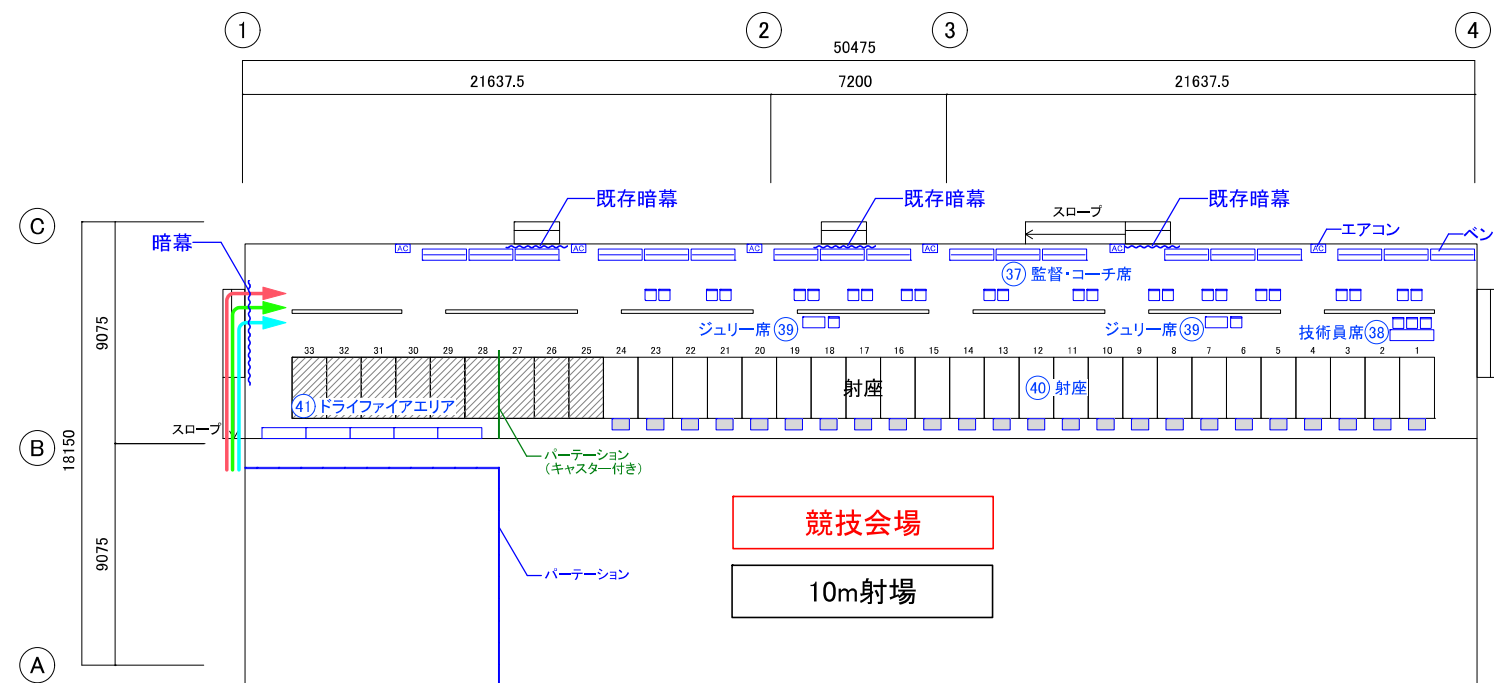 ① ② ③ ④
50475
21637.5 7200 21637.5
C
既存暗幕 既存暗幕 スロープ 既存暗幕
暗幕
AC AC AC AC AC AC
エアコン
ベン
㊲ 監督・コーチ席
9075
ジュリー席 ㊴
ジュリー席 ㊴
技術員席 ㊳
33 32 31 30 29 28 27 26 25 24 23 22 21 20 19 18 17 16 15 14 13 12 11 10 9 8 7 6 5 4 3 2 1
射座
㊵ 射座
㊶ ドライファイアエリア
スロープ
B
18150
パーテーション
(キャスター付き)
競技会場
9075
パーテーション
10m射場
A